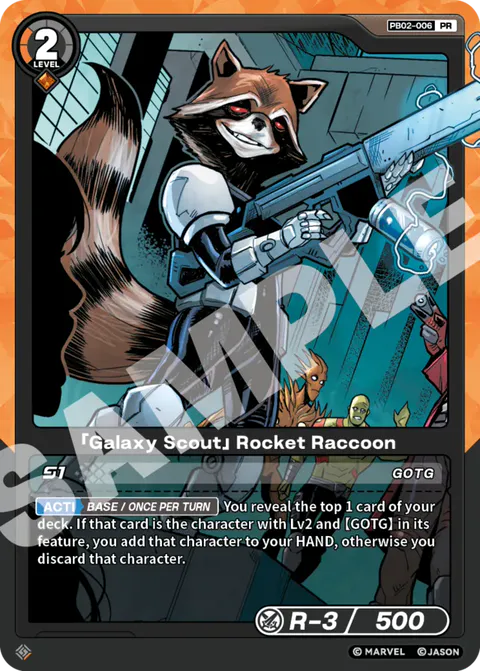 2
LEVEL
PB02-006 PR
SAMPLE
「Galaxy Scout」 Rocket Raccoon
S1
GOTG
ACT1 BASE / ONCE PER TURN You reveal the top 1 card of your
deck. If that card is the character with Lv2 and [GOTG] in its
feature, you add that character to your HAND, otherwise you
discard that character.
R-3 / 500
© MARVEL © JASON